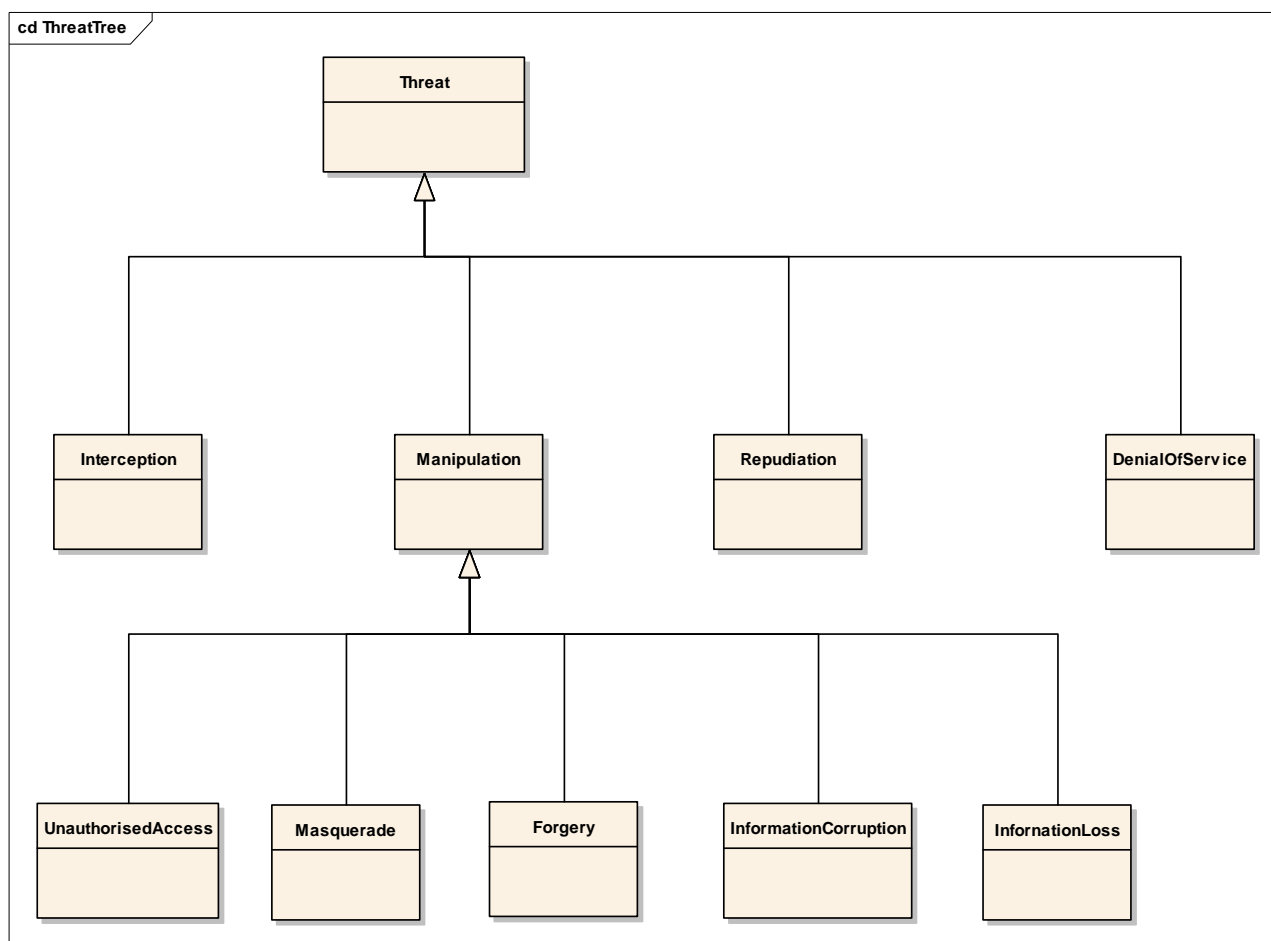 cd ThreatTree
Threat
Interception
Manipulation
Repudiation
DenialOfService
UnauthorisedAccess
Masquerade
Forgery
InformationCorruption
InfornationLoss